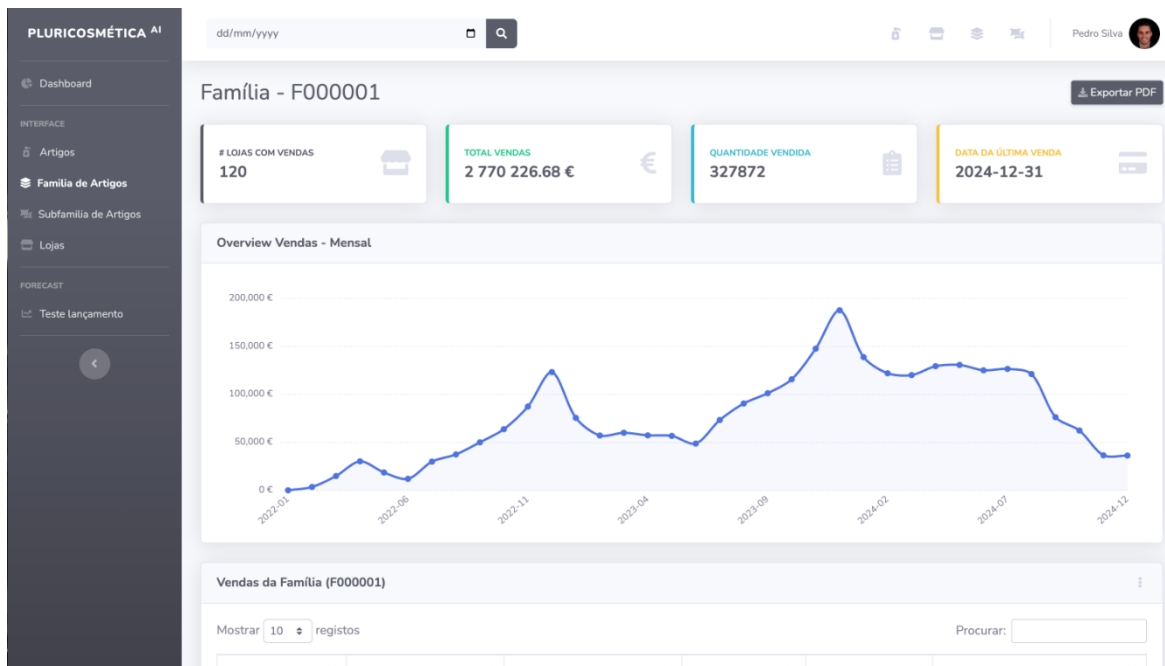 PLURICOSMÉTICA AI
Dashboard
INTERFACE
Artigos
Familia de Artigos
Subfamilia de Artigos
Lojas
FORECAST
Teste lançamento
dd/mm/yyyy
Pedro Silva
Família - F000001
Exportar PDF
# LOJAS COM VENDAS
120
TOTAL VENDAS
2 770 226.68 €
QUANTIDADE VENDIDA
327872
DATA DA ÚLTIMA VENDA
2024-12-31
Overview Vendas - Mensal
200,000 €
150,000 €
100,000 €
50,000 €
0 €
2022-01
2022-06
2022-11
2023-04
2023-09
2024-02
2024-07
2024-12
Vendas da Família (F000001)
Mostrar 10 registos
Procurar: